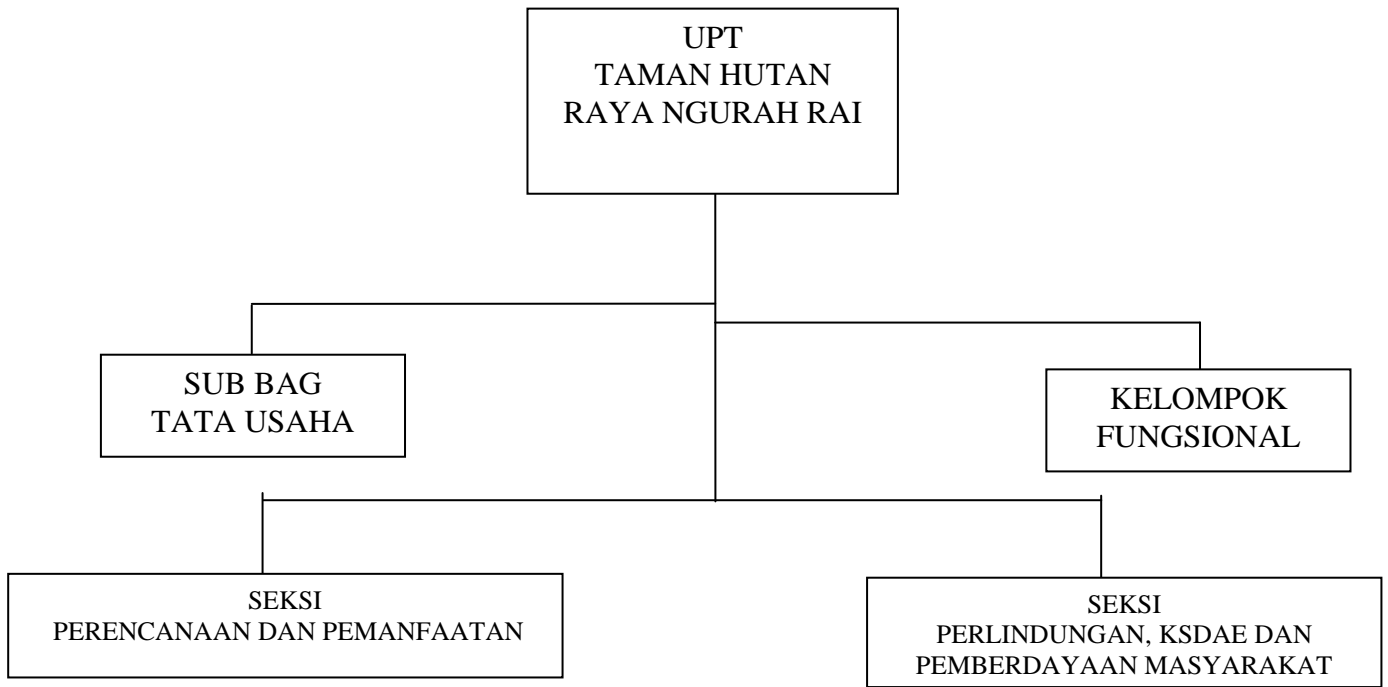 UPT
TAMAN HUTAN
RAYA NGURAH RAI
SUB BAG
TATA USAHA
KELOMPOK
FUNGSIONAL
SEKSI
PERENCANAAN DAN PEMANFAATAN
SEKSI
PERLINDUNGAN, KSDAE DAN
PEMBERDAYAAN MASYARAKAT